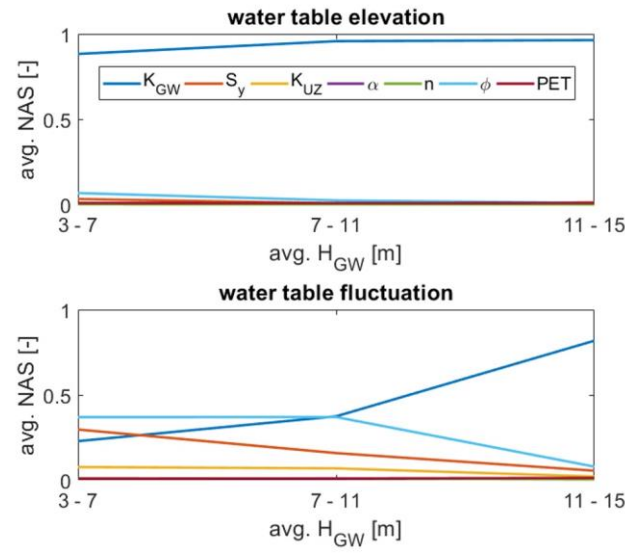 water table elevation
1
0.5
0
avg. NAS [-]
K_GW S_y K_UZ α n ϕ PET
3 - 7 7 - 11 11 - 15
avg. H_GW [m]
water table fluctuation
1
0.5
0
avg. NAS [-]
3 - 7 7 - 11 11 - 15
avg. H_GW [m]